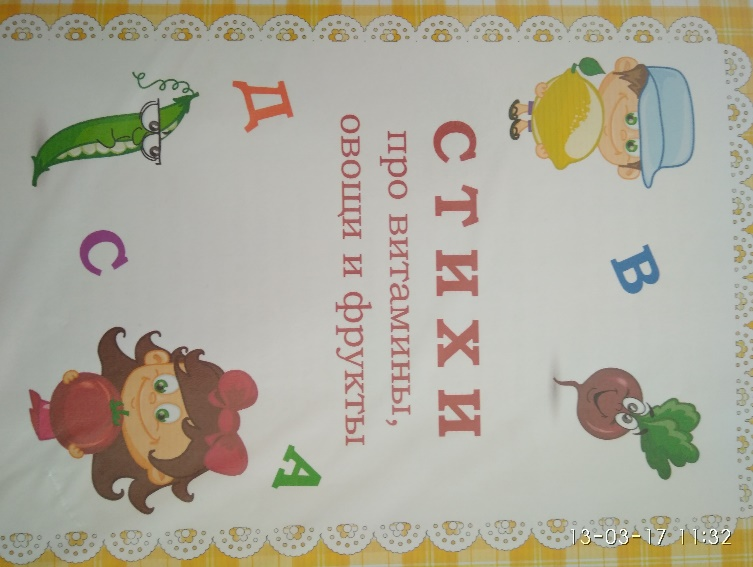 В
СТИХИ
про витамины,
овощи и фрукты
Д
А
С
13-03-17 11:32